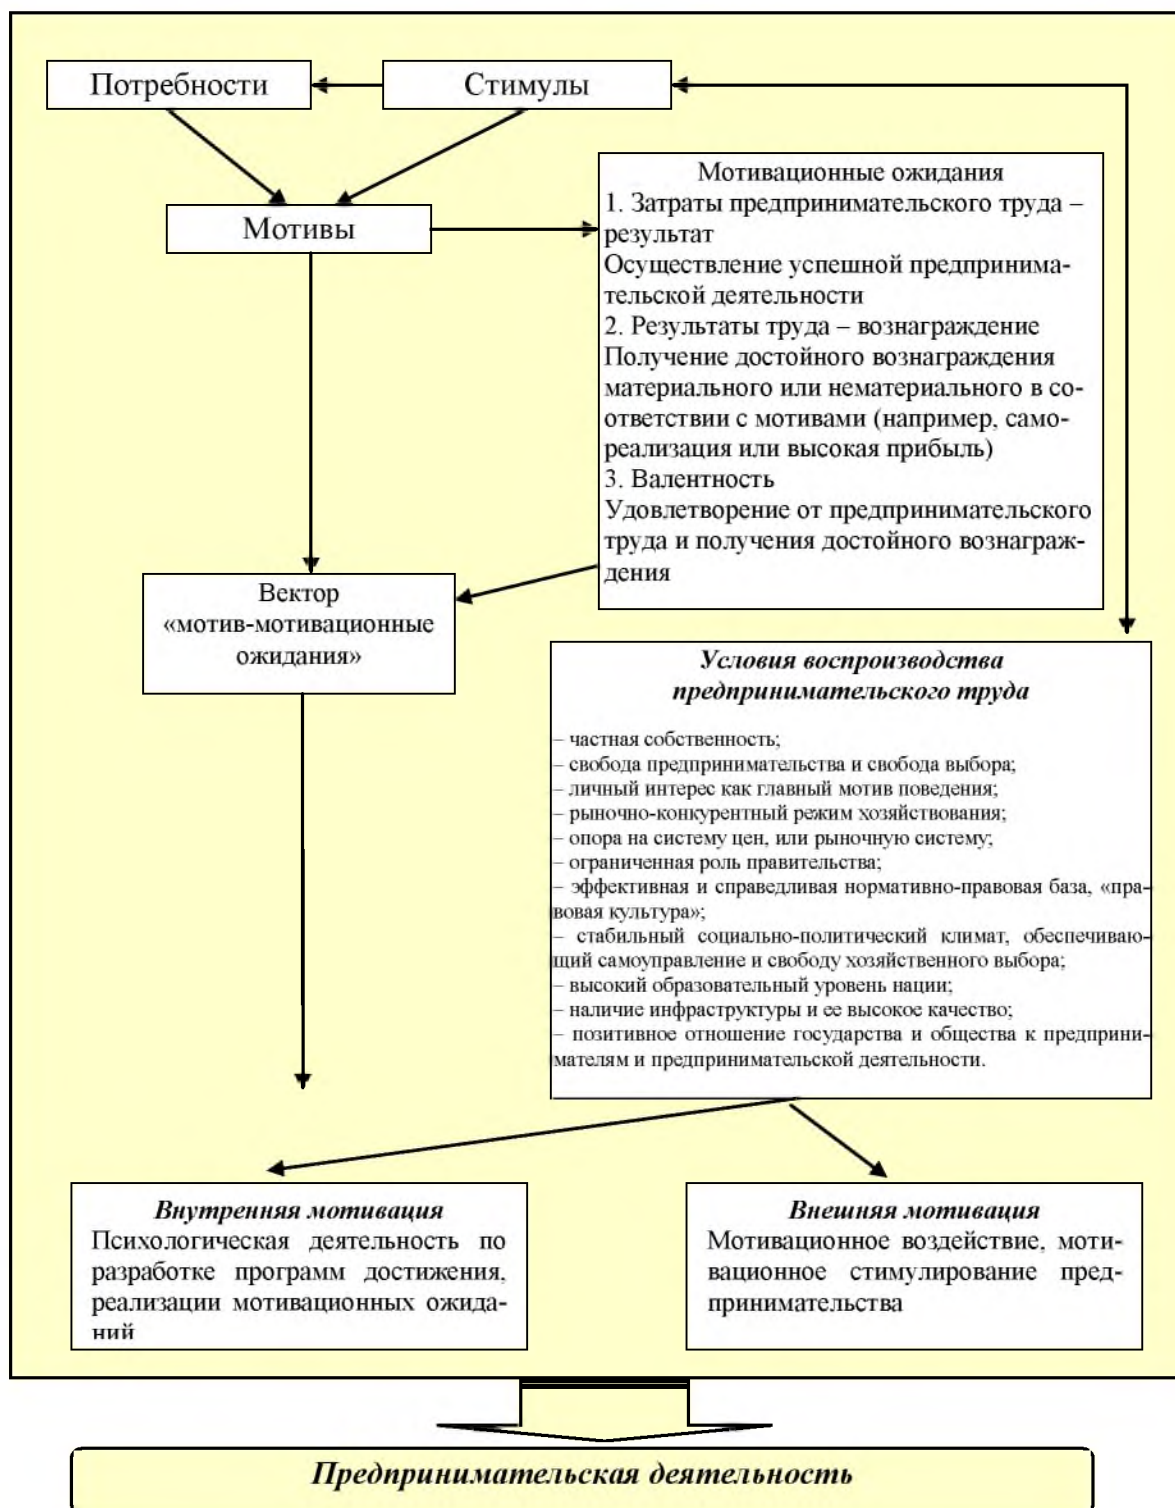 Потребности
Стимулы
Мотивы
Мотивационные ожидания
1. Затраты предпринимательского труда –
результат
Осуществление успешной предпринима-
тельской деятельности
2. Результаты труда – вознаграждение
Получение достойного вознаграждения
материального или нематериального в со-
ответствии с мотивами (например, само-
реализация или высокая прибыль)
3. Валентность
Удовлетворение от предпринимательского
труда и получения достойного вознаграж-
дения
Вектор
«мотив-мотивационные
ожидания»
Условия воспроизводства
предпринимательского труда
– частная собственность;
– свобода предпринимательства и свобода выбора;
– личный интерес как главный мотив поведения;
– рыночно-конкурентный режим хозяйствования;
– опора на систему цен, или рыночную систему;
– ограниченная роль правительства;
– эффективная и справедливая нормативно-правовая база, «пра-
вовая культура»;
– стабильный социально-политический климат, обеспечиваю-
щий самоуправление и свободу хозяйственного выбора;
– высокий образовательный уровень нации;
– наличие инфраструктуры и ее высокое качество;
– позитивное отношение государства и общества к предприни-
мателям и предпринимательской деятельности.
Внутренняя мотивация
Психологическая деятельность по
разработке программ достижения,
реализации мотивационных ожида-
ний
Внешняя мотивация
Мотивационное воздействие, моти-
вационное стимулирование пред-
принимательства
Предпринимательская деятельность